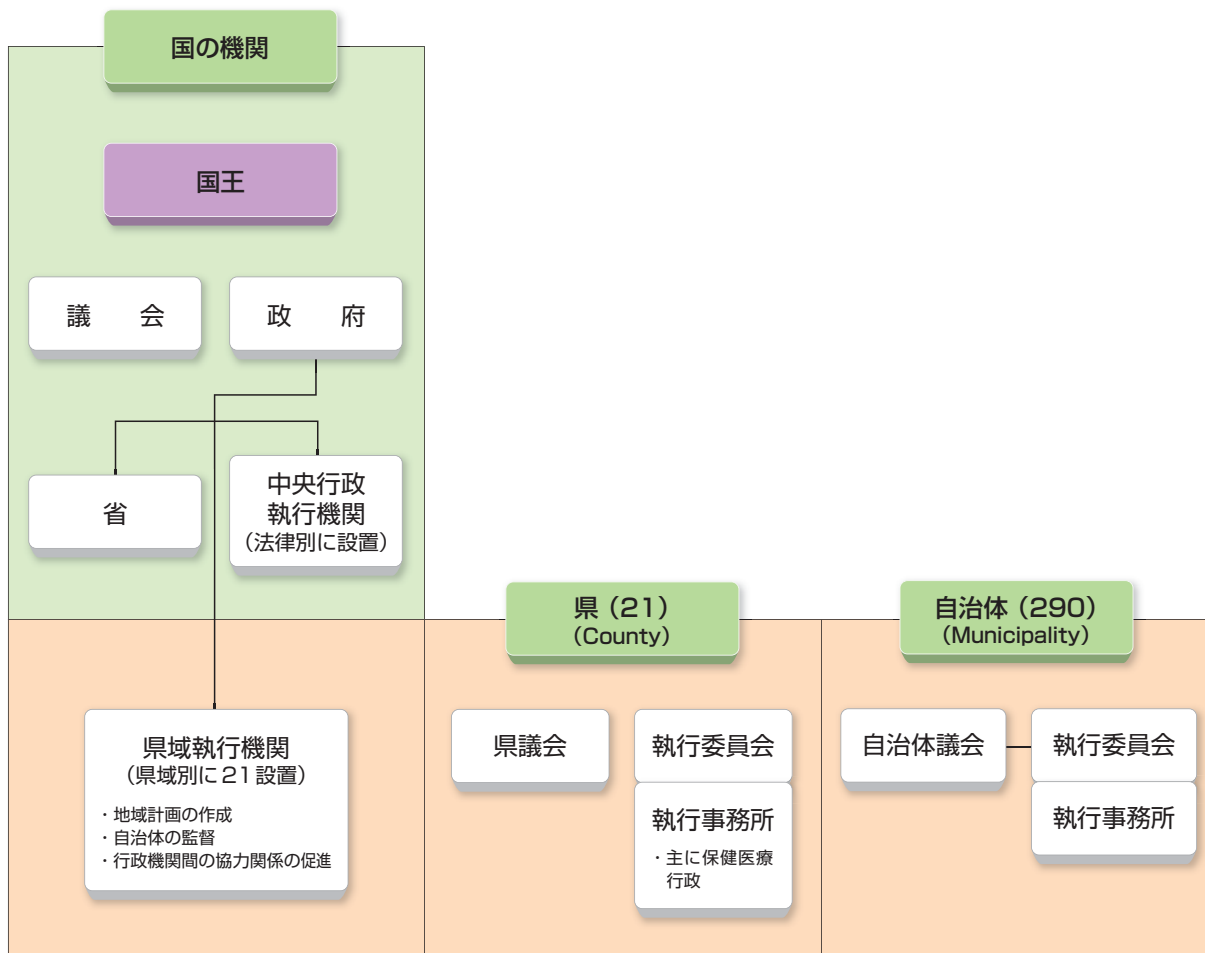 国の機関
国王
議 会
政 府
省
中央行政
執行機関
(法律別に設置)
県域執行機関
(県域別に21設置)
・地域計画の作成
・自治体の監督
・行政機関間の協力関係の促進
県(21)
(County)
県議会
執行委員会
執行事務所
・主に保健医療
行政
自治体(290)
(Municipality)
自治体議会
執行委員会
執行事務所